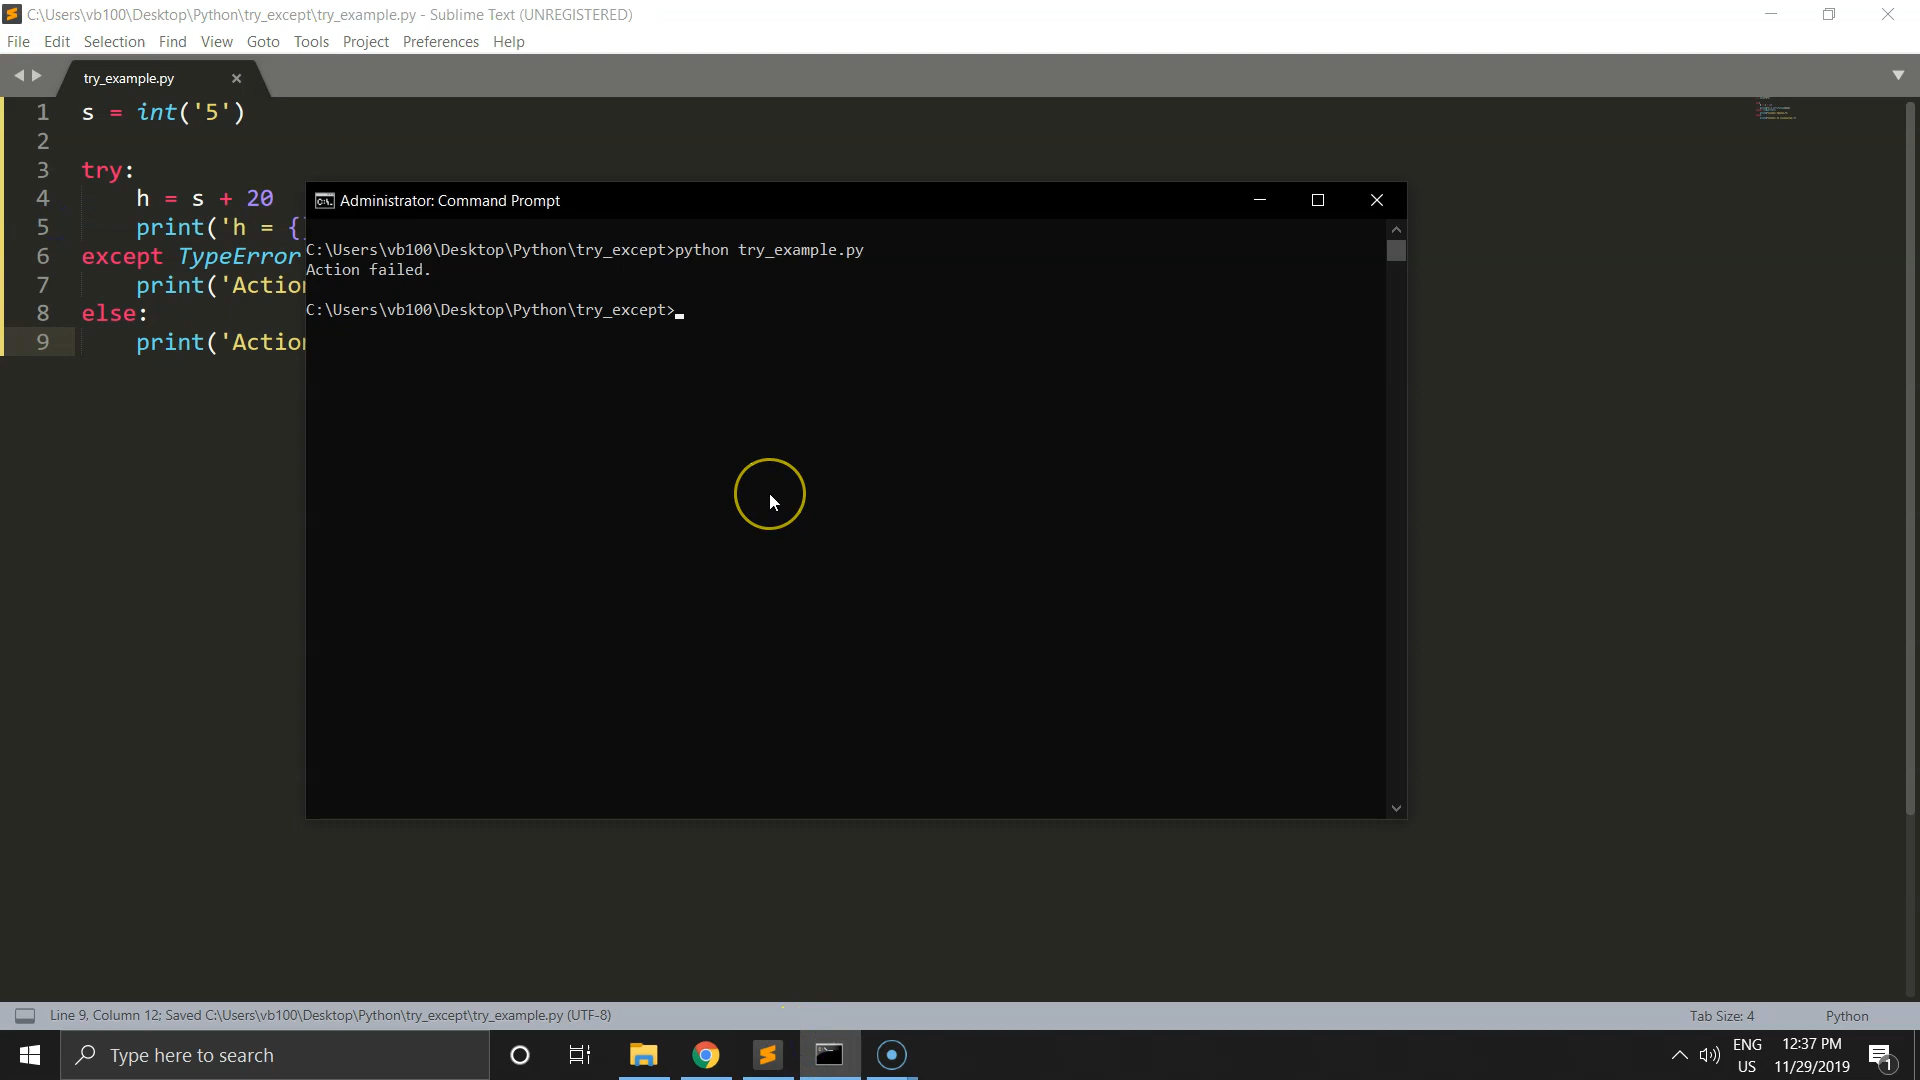 C:\Users\vb100\Desktop\Python\try_except\try_example.py - Sublime Text (UNREGISTERED)
File Edit Selection Find View Goto Tools Project Preferences Help
try_example.py
1 s = int('5')
2
3 try:
4 h = s + 20
5 print('h = {
6 except TypeError
7 print('Action
8 else:
9 print('Action
Administrator: Command Prompt
C:\Users\vb100\Desktop\Python\try_except>python try_example.py
Action failed.
C:\Users\vb100\Desktop\Python\try_except>
Line 9, Column 12; Saved C:\Users\vb100\Desktop\Python\try_except\try_example.py (UTF-8)
Tab Size: 4
Python
Type here to search
ENG
US
12:37 PM
11/29/2019
1